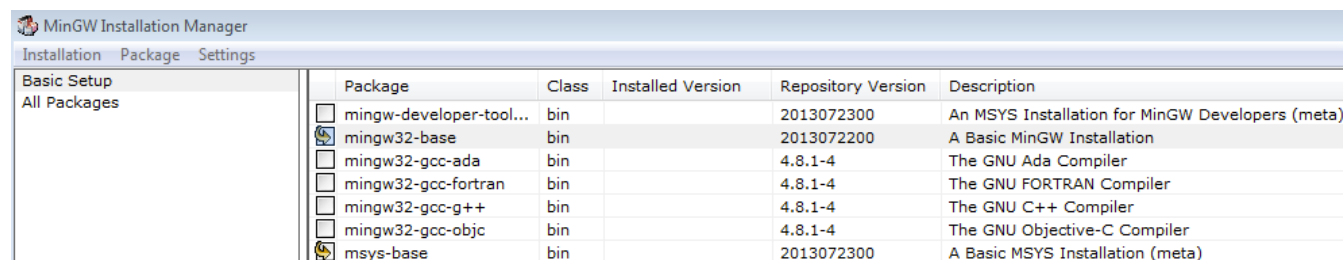 MinGW Installation Manager
Installation Package Settings
Basic Setup
All Packages
Package Class Installed Version Repository Version Description
mingw-developer-tool... bin 2013072300 An MSYS Installation for MinGW Developers (meta)
mingw32-base bin 2013072200 A Basic MinGW Installation
mingw32-gcc-ada bin 4.8.1-4 The GNU Ada Compiler
mingw32-gcc-fortran bin 4.8.1-4 The GNU FORTRAN Compiler
mingw32-gcc-g++ bin 4.8.1-4 The GNU C++ Compiler
mingw32-gcc-objc bin 4.8.1-4 The GNU Objective-C Compiler
msys-base bin 2013072300 A Basic MSYS Installation (meta)